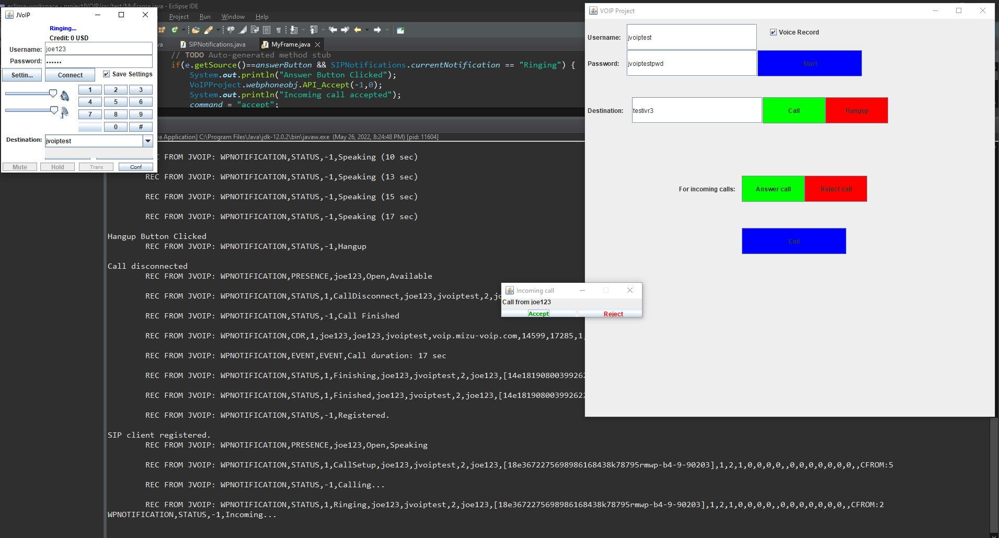 eclipse-workspace - projectJVOIP/src/test/MyFrame.java - Eclipse IDE
Project Run Window Help
SIPNotifications.java MyFrame.java
// TODO Auto-generated method stub
if(e.getSource()==answerButton && SIPNotifications.currentNotification == "Ringing") {
System.out.println("Answer Button Clicked");
VoIPProject.webphoneobj.API_Accept(-1,0);
System.out.println("Incoming call accepted");
command = "accept";
JVoIP
Ringing...
Credit: 0 USD
Username: joe123
Password: ••••••
Settin... Connect Save Settings
1 2 3
4 5 6
7 8 9
0 #
Destination: jvoiptest
Mute Hold Trans Conf
va Application] C:\Program Files\Java\jdk-12.0.2\bin\javaw.exe (May 26, 2022, 8:24:48 PM) [pid: 11604]
C FROM JVOIP: WPNOTIFICATION,STATUS,-1,Speaking (10 sec)
REC FROM JVOIP: WPNOTIFICATION,STATUS,-1,Speaking (13 sec)
REC FROM JVOIP: WPNOTIFICATION,STATUS,-1,Speaking (15 sec)
REC FROM JVOIP: WPNOTIFICATION,STATUS,-1,Speaking (17 sec)
Hangup Button Clicked
REC FROM JVOIP: WPNOTIFICATION,STATUS,-1,Hangup
Call disconnected
REC FROM JVOIP: WPNOTIFICATION,PRESENCE,joe123,Open,Available
REC FROM JVOIP: WPNOTIFICATION,STATUS,1,CallDisconnect,joe123,jvoiptest,2,jo
REC FROM JVOIP: WPNOTIFICATION,STATUS,-1,Call Finished
REC FROM JVOIP: WPNOTIFICATION,CDR,1,joe123,joe123,jvoiptest,voip.mizu-voip.com,14599,17285,1,
REC FROM JVOIP: WPNOTIFICATION,EVENT,EVENT,Call duration: 17 sec
REC FROM JVOIP: WPNOTIFICATION,STATUS,1,Finishing,joe123,jvoiptest,2,joe123,[14e1819080039926
REC FROM JVOIP: WPNOTIFICATION,STATUS,1,Finished,joe123,jvoiptest,2,joe123,[14e18190800399262
REC FROM JVOIP: WPNOTIFICATION,STATUS,-1,Registered.
SIP client registered.
REC FROM JVOIP: WPNOTIFICATION,PRESENCE,joe123,Open,Speaking
REC FROM JVOIP: WPNOTIFICATION,STATUS,1,CallSetup,joe123,jvoiptest,2,joe123,[18e3672275698986168438k78795rmwp-b4-9-90203],1,2,1,0,0,0,0,,0,0,0,0,0,0,0,,CFROM:5
REC FROM JVOIP: WPNOTIFICATION,STATUS,-1,Calling...
REC FROM JVOIP: WPNOTIFICATION,STATUS,1,Ringing,joe123,jvoiptest,2,joe123,[18e3672275698986168438k78795rmwp-b4-9-90203],1,2,1,0,0,0,0,,0,0,0,0,0,0,0,,CFROM:2
WPNOTIFICATION,STATUS,-1,Incoming...
Incoming call
Call from joe123
Accept Reject
VOIP Project
Username: jvoiptest Voice Record
Password: jvoiptestpwd Start
Destination: testivr3 Call Hangup
For incoming calls: Answer call Reject call
End